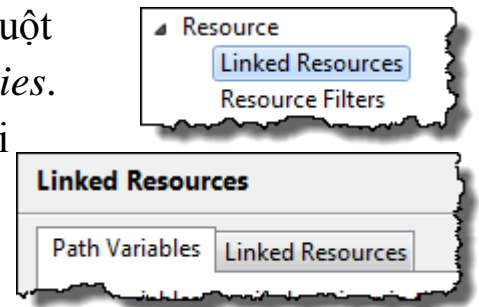 uột
ies.
i
Resource
Linked Resources
Resource Filters
Linked Resources
Path Variables Linked Resources